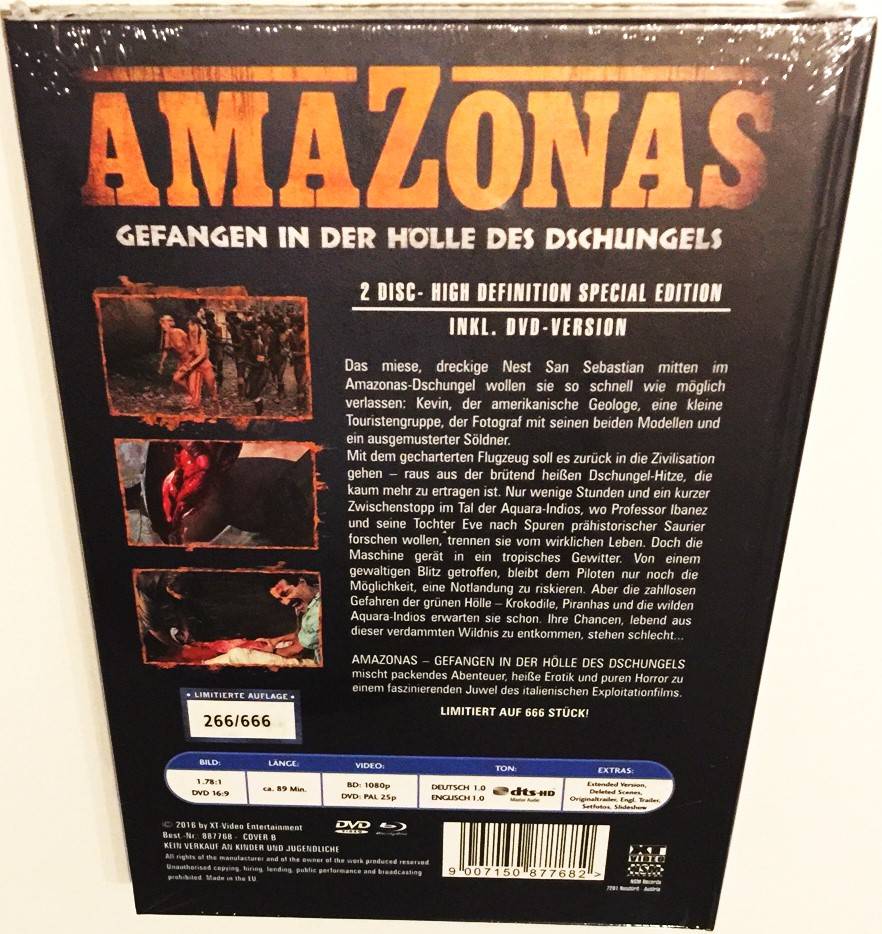 AMAZONAS
GEFANGEN IN DER HÖLLE DES DSCHUNGELS
2 DISC- HIGH DEFINITION SPECIAL EDITION
INKL. DVD-VERSION
Das miese, dreckige Nest San Sebastian mitten im
Amazonas-Dschungel wollen sie so schnell wie möglich
verlassen: Kevin, der amerikanische Geologe, eine kleine
Touristengruppe, der Fotograf mit seinen beiden Modellen und
ein ausgemusterter Söldner.
Mit dem gecharterten Flugzeug soll es zurück in die Zivilisation
gehen – raus aus der brütend heißen Dschungel-Hitze, die
kaum mehr zu ertragen ist. Nur wenige Stunden und ein kurzer
Zwischenstopp im Tal der Aquara-Indios, wo Professor Ibanez
und seine Tochter Eve nach Spuren prähistorischer Saurier
forschen wollen, trennen sie vom wirklichen Leben. Doch die
Maschine gerät in ein tropisches Gewitter. Von einem
gewaltigen Blitz getroffen, bleibt dem Piloten nur noch die
Möglichkeit, eine Notlandung zu riskieren. Aber die zahllosen
Gefahren der grünen Hölle – Krokodile, Piranhas und die wilden
Aquara-Indios erwarten sie schon. Ihre Chancen, lebend aus
dieser verdammten Wildnis zu entkommen, stehen schlecht...
AMAZONAS – GEFANGEN IN DER HÖLLE DES DSCHUNGELS
mischt packendes Abenteuer, heiße Erotik und puren Horror zu
einem faszinierenden Juwel des italienischen Exploitationfilms.
LIMITIERT AUF 666 STÜCK!
• LIMITIERTE AUFLAGE •
266/666
BILD: LÄNGE: VIDEO: TON: EXTRAS:
1.78:1
DVD 16:9
ca. 89 Min.
BD: 1080p
DVD: PAL 25p
DEUTSCH 1.0
ENGLISCH 1.0
dts-HD
Master Audio
Extended Version,
Deleted Scenes,
Originaltrailer, Engl. Trailer,
Setfotos, Slideshow
© 2016 by XT-Video Entertainment
Best.-Nr.: 887768 - COVER B
KEIN VERKAUF AN KINDER UND JUGENDLICHE
All rights of the manufacturer and of the owner of the work produced reserved.
Unauthorised copying, hiring, lending, public performance and broadcasting
prohibited. Made in the EU.
DVD
VIDEO
Blu-ray Disc
9 007150 877682 >
XT
VIDEO
NSM
NSM Records
7201 Neudörfl - Austria